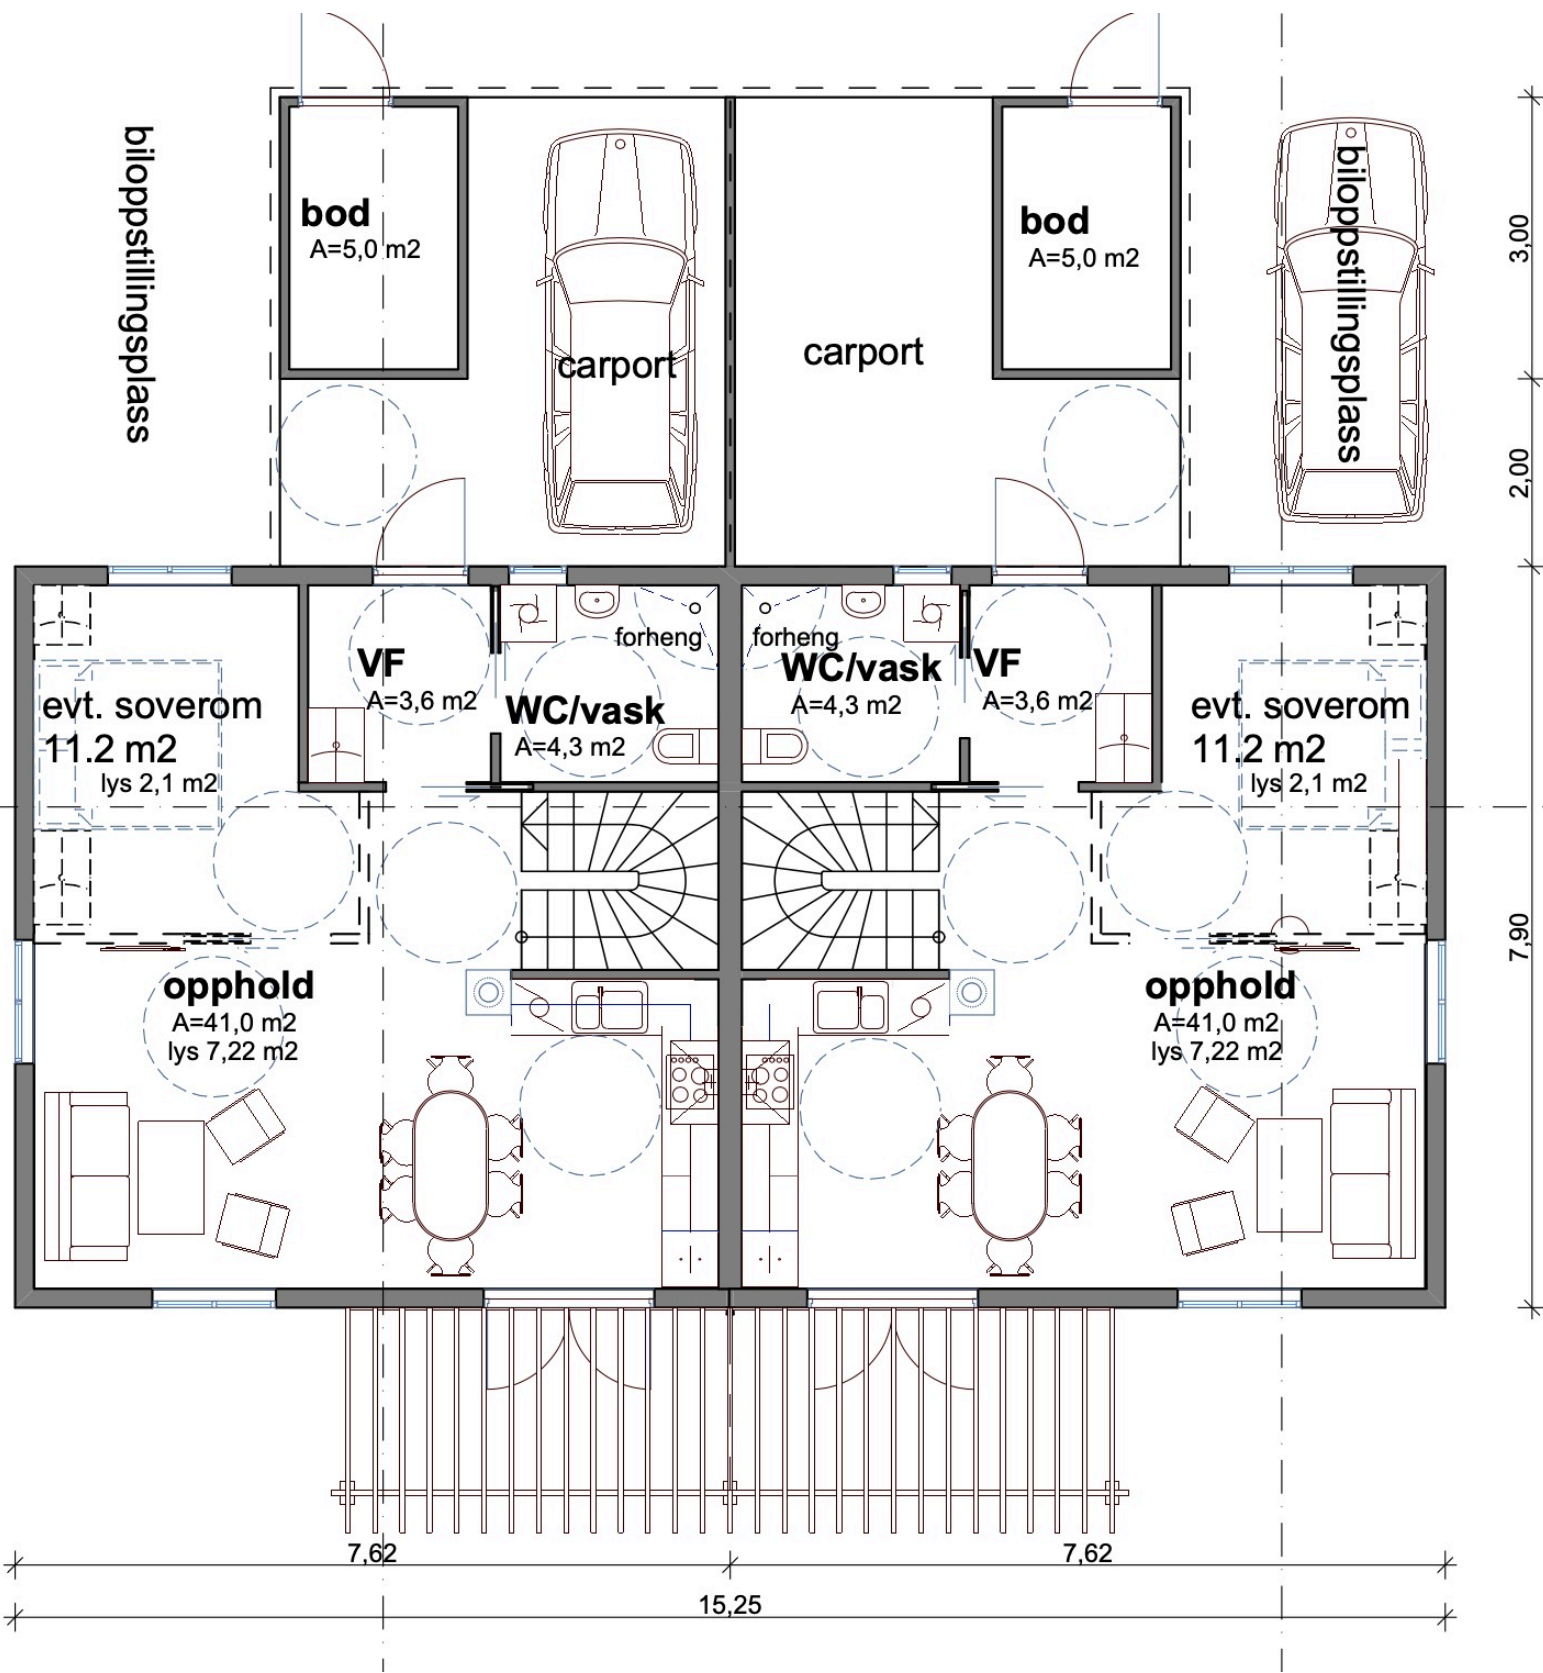 biloppstillingsplass
bod
A=5,0 m2
carport
carport
bod
A=5,0 m2
biloppstillingsplass
3,00
2,00
7,90
evt. soverom
11.2 m2
lys 2,1 m2
VF
A=3,6 m2
forheng
WC/vask
A=4,3 m2
forheng
WC/vask
A=4,3 m2
VF
A=3,6 m2
evt. soverom
11.2 m2
lys 2,1 m2
opphold
A=41,0 m2
lys 7,22 m2
opphold
A=41,0 m2
lys 7,22 m2
7,62
7,62
15,25